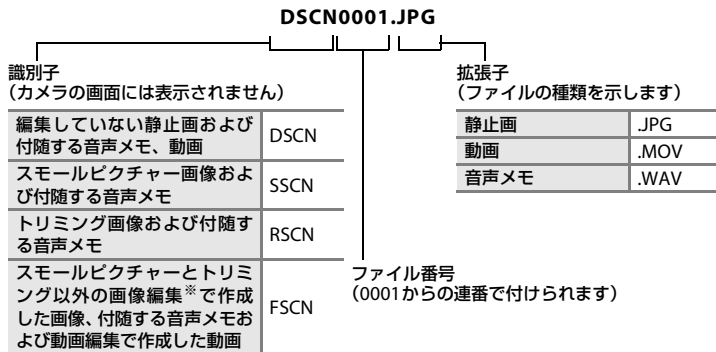 DSCN0001.JPG
識別子
(カメラの画面には表示されません)
編集していない静止画および
付随する音声メモ、動画
DSCN
スモールピクチャー画像およ
び付随する音声メモ
SSCN
トリミング画像および付随す
る音声メモ
RSCN
スモールピクチャーとトリミ
ング以外の画像編集※で作成
した画像、付随する音声メモお
よび動画編集で作成した動画
FSCN
拡張子
(ファイルの種類を示します)
静止画 .JPG
動画 .MOV
音声メモ .WAV
ファイル番号
(0001からの連番で付けられます)